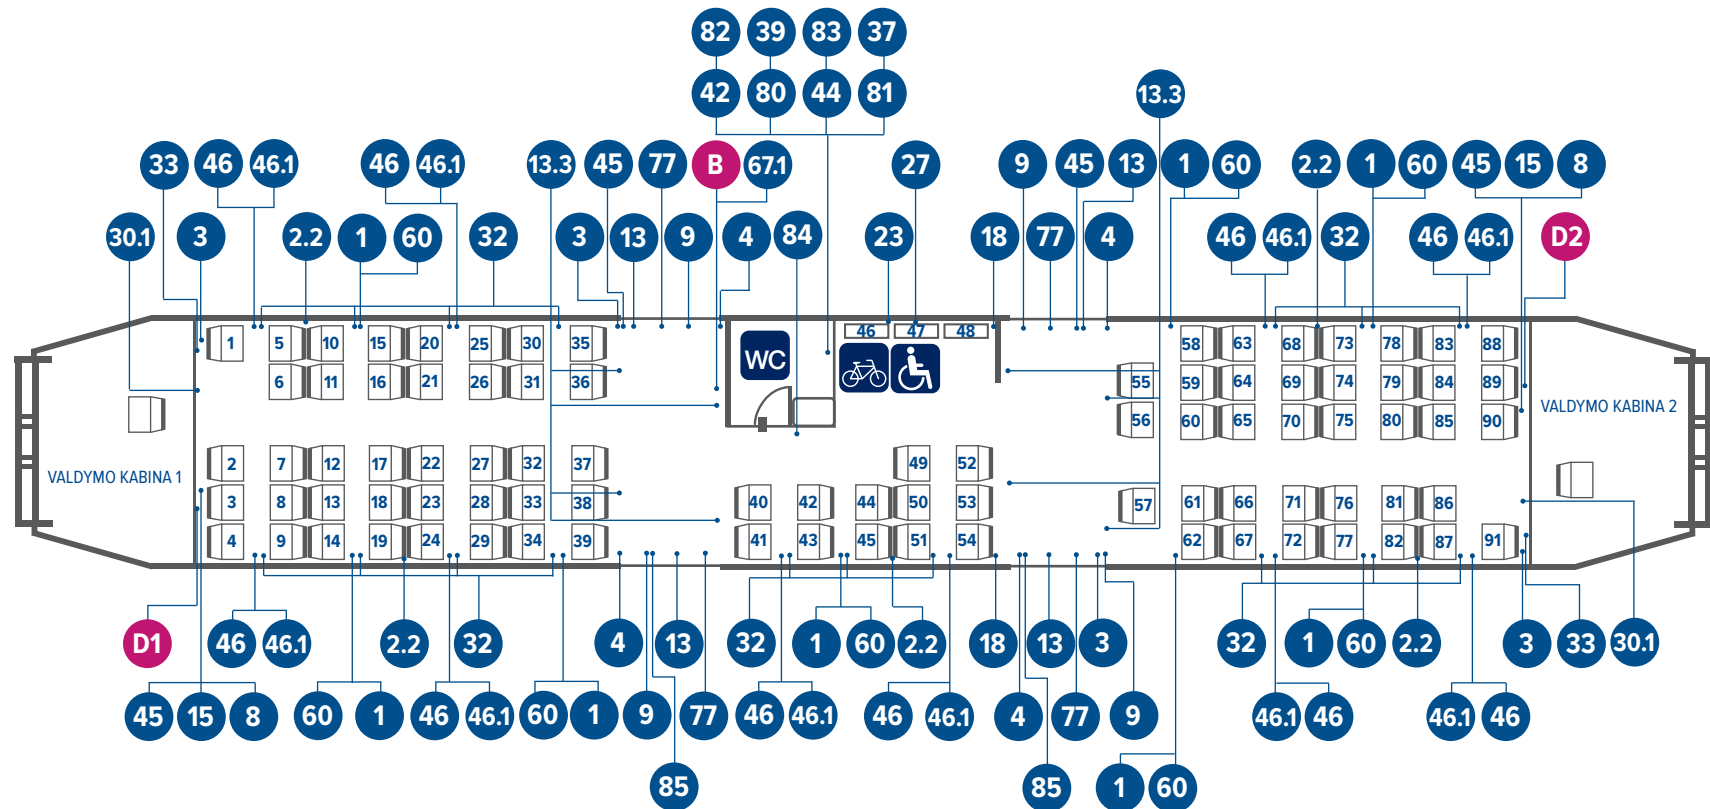 82 39 83 37
42 80 44 81 13.3
33 46 46.1 46 46.1 13.3 45 77 B 67.1 27 9 45 13 1 60 2.2 1 60 45 15 8
30.1 3 2.2 1 60 32 3 13 9 4 84 23 18 77 4 46 46.1 32 46 46.1 D2
46 47 48
1 5 10 15 20 25 30 35 WC 58 63 68 73 78 83 88
6 11 16 21 26 31 36 55 59 64 69 74 79 84 89
56 60 65 70 75 80 85 90 VALDYMO KABINA 2
2 7 12 17 22 27 32 37 49 52
VALDYMO KABINA 1
3 8 13 18 23 28 33 38 40 42 44 50 53 57 61 66 71 76 81 86
4 9 14 19 24 29 34 39 41 43 45 51 54 62 67 72 77 82 87 91
D1 46 46.1 2.2 32 4 13 32 1 60 2.2 18 13 3 32 1 60 2.2 3 33 30.1
45 15 8 60 1 46 46.1 60 1 9 77 46 46.1 46 46.1 4 77 9 46.1 46 46.1 46
85 85 1 60